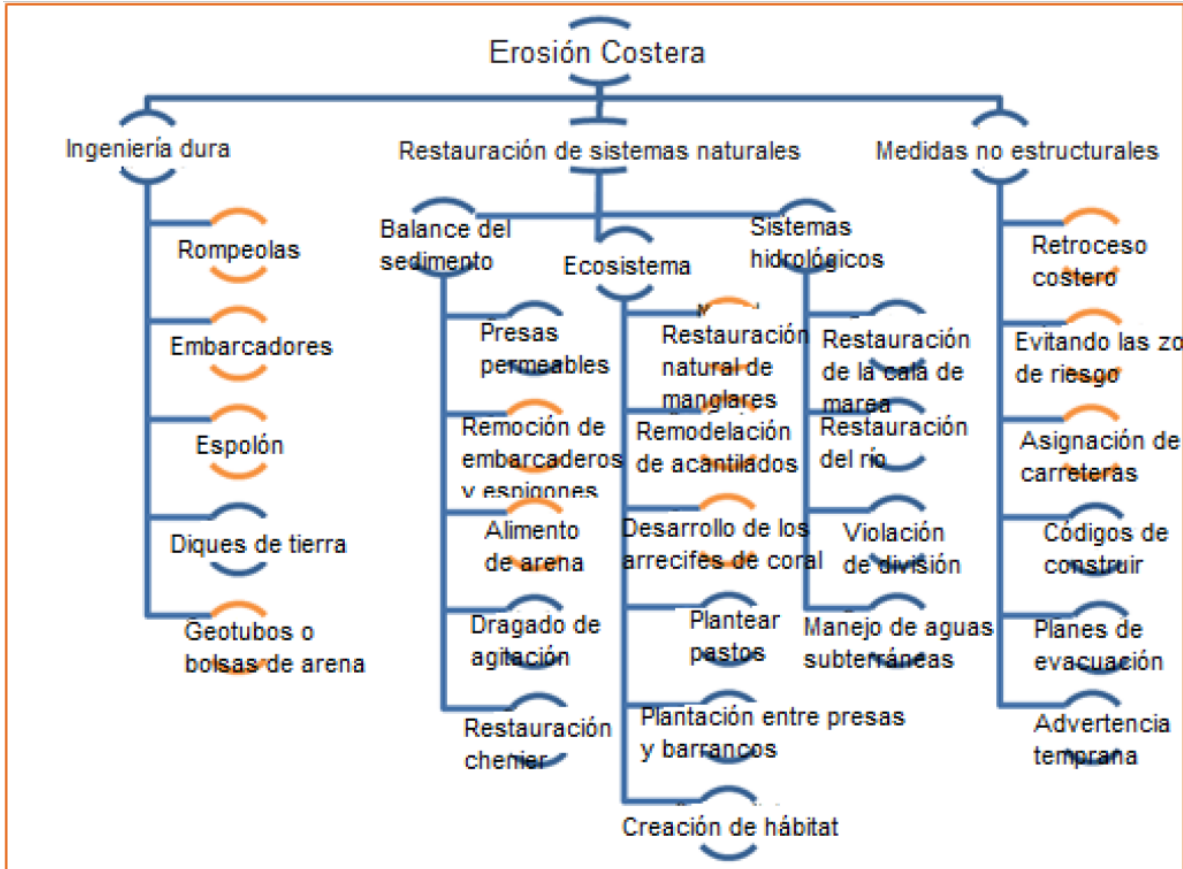 Erosión Costera
Ingeniería dura
Restauración de sistemas naturales
Medidas no estructurales
Rompeolas
Embarcadores
Espolón
Diques de tierra
Geotubos o
bolsas de arena
Balance del
sedimento
Presas
permeables
Remoción de
embarcaderos
y espigones
Alimento
de arena
Dragado de
agitación
Restauración
chenier
Ecosistema
Restauración
natural de
manglares
Remodelación
de acantilados
Desarrollo de los
arrecifes de coral
Plantear
pastos
Plantación entre presas
y barrancos
Creación de hábitat
Sistemas
hidrológicos
Restauración
de la cala de
marea
Restauración
del río
Violación
de división
Manejo de aguas
subterráneas
Retroceso
costero
Evitando las zo
de riesgo
Asignación de
carreteras
Códigos de
construir
Planes de
evacuación
Advertencia
temprana